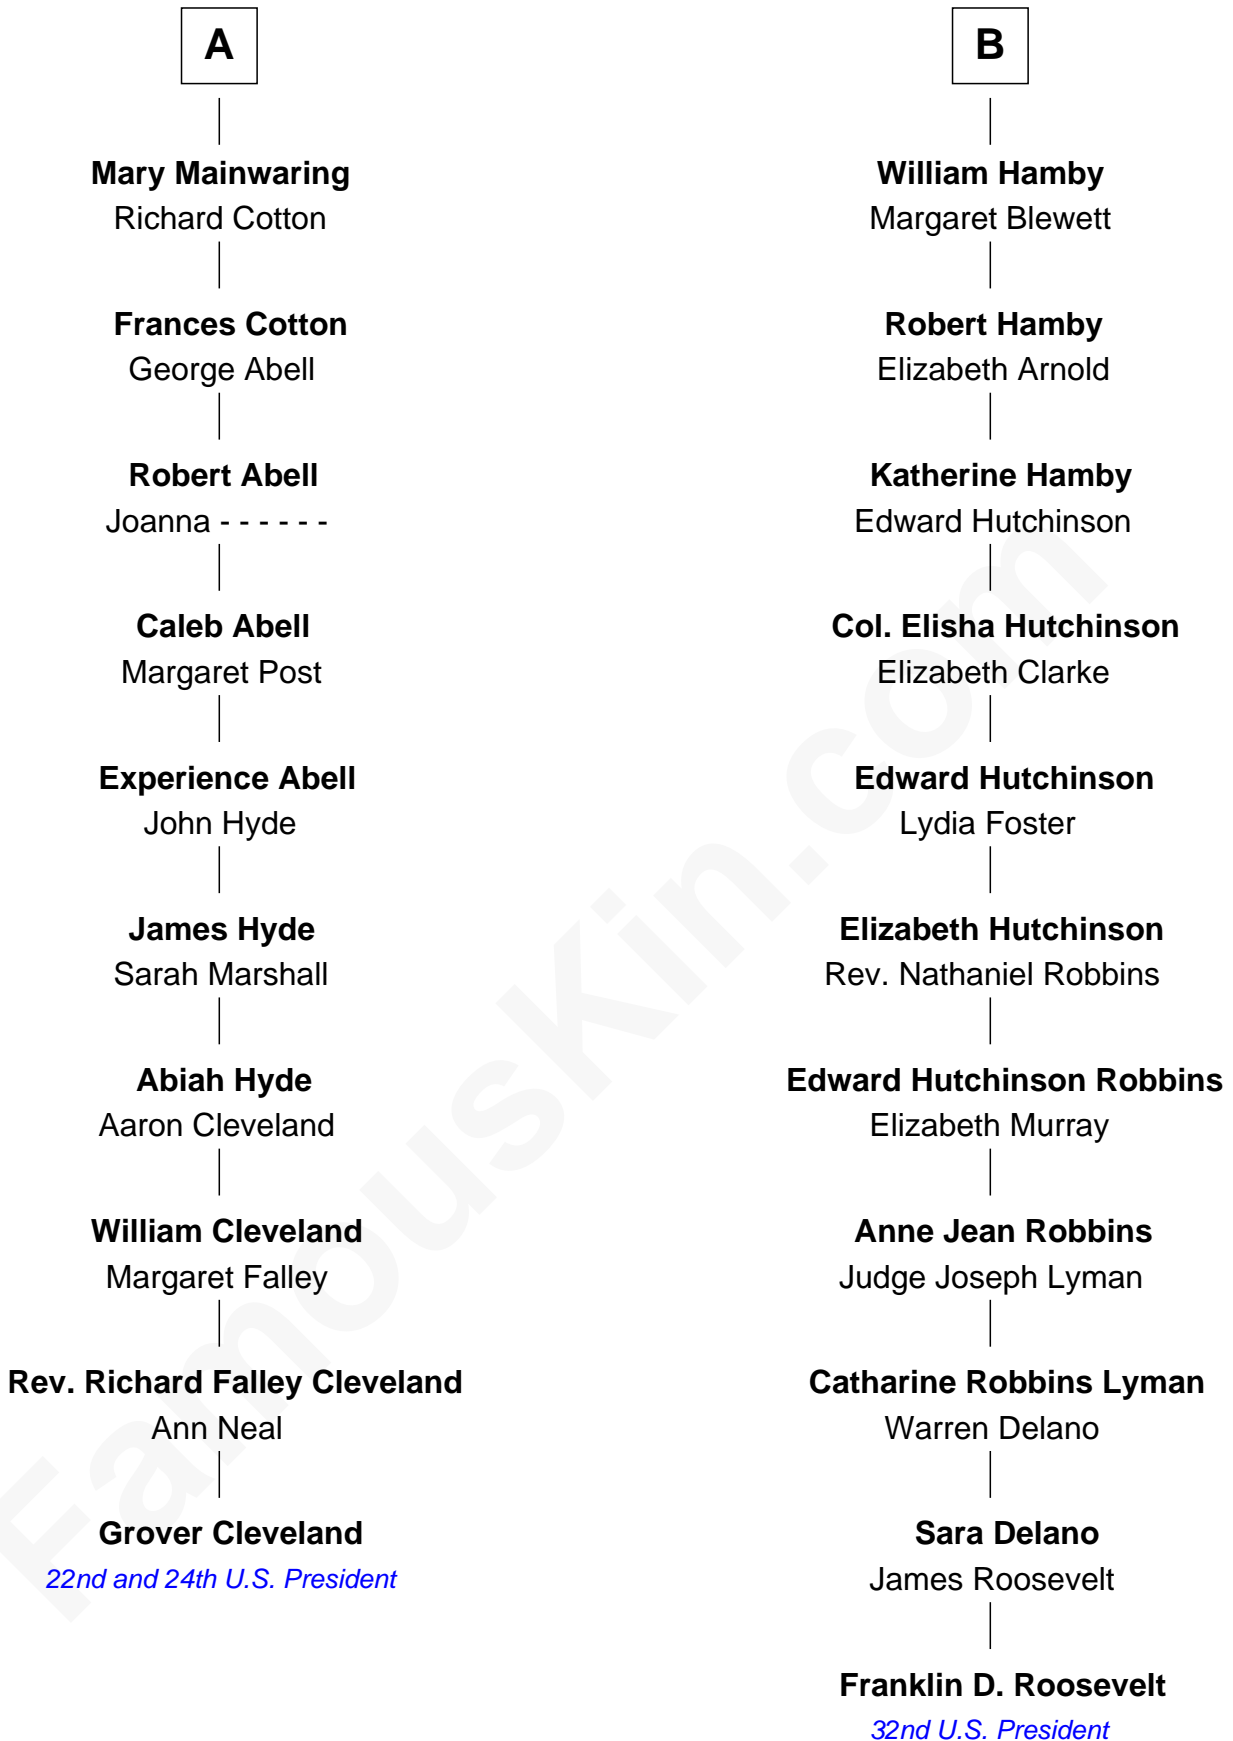 A
Mary Mainwaring
Richard Cotton
Frances Cotton
George Abell
Robert Abell
Joanna - - - - - -
Caleb Abell
Margaret Post
Experience Abell
John Hyde
James Hyde
Sarah Marshall
Abiah Hyde
Aaron Cleveland
William Cleveland
Margaret Falley
Rev. Richard Falley Cleveland
Ann Neal
Grover Cleveland
22nd and 24th U.S. President
B
William Hamby
Margaret Blewett
Robert Hamby
Elizabeth Arnold
Katherine Hamby
Edward Hutchinson
Col. Elisha Hutchinson
Elizabeth Clarke
Edward Hutchinson
Lydia Foster
Elizabeth Hutchinson
Rev. Nathaniel Robbins
Edward Hutchinson Robbins
Elizabeth Murray
Anne Jean Robbins
Judge Joseph Lyman
Catharine Robbins Lyman
Warren Delano
Sara Delano
James Roosevelt
Franklin D. Roosevelt
32nd U.S. President
FamousKin.com